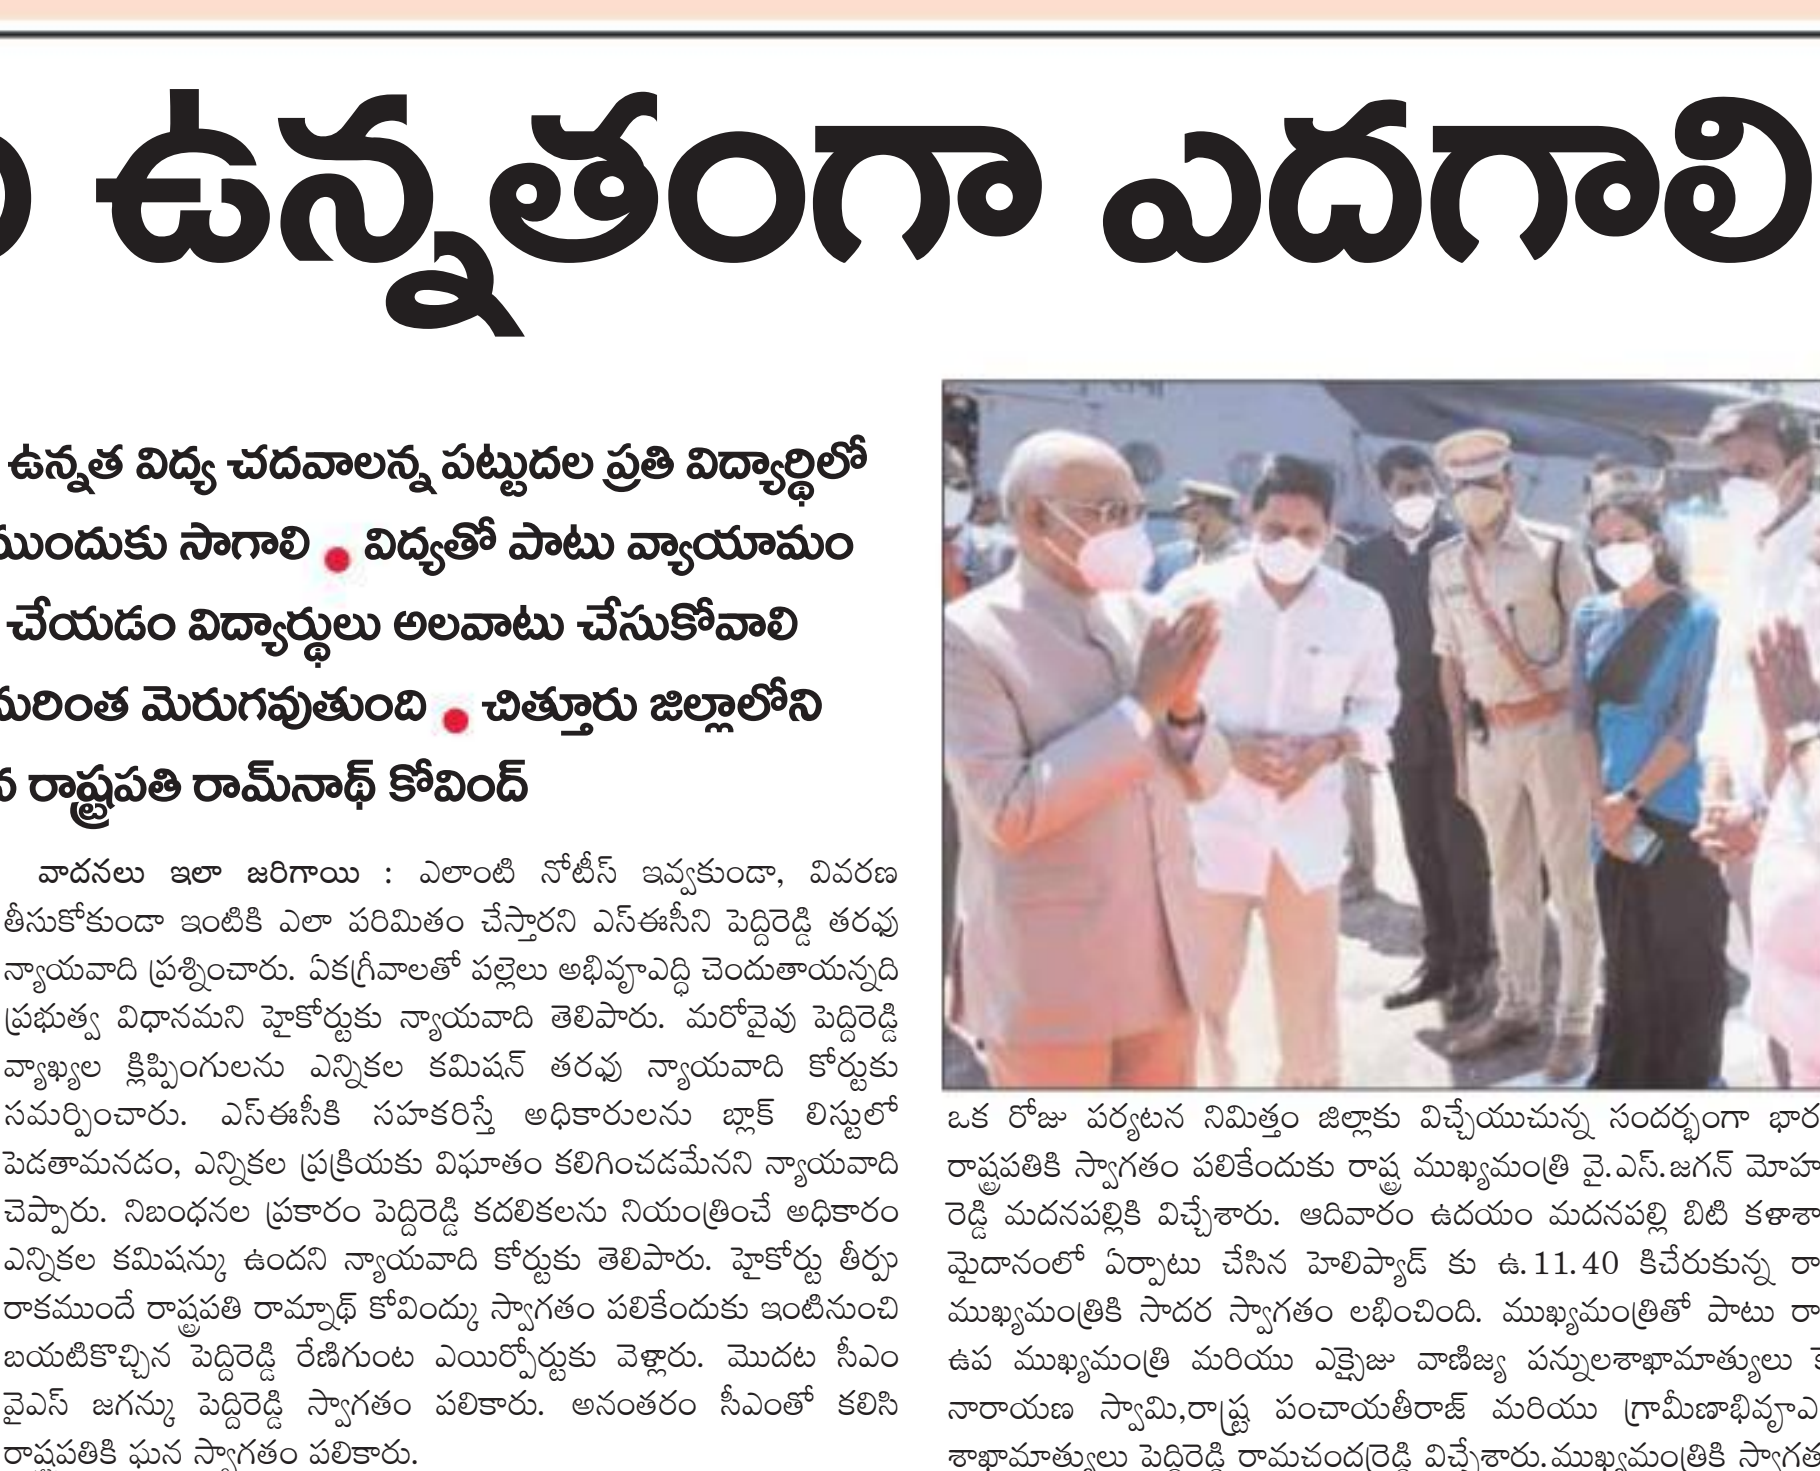 ఉన్నతంగా ఎదగాలి
ఉన్నత విద్య చదవాలన్న పట్టుదల ప్రతి విద్యార్థిలో
ముందుకు సాగాలి • విద్యతో పాటు వ్యాయామం
చేయడం విద్యార్థులు అలవాటు చేసుకోవాలి
మరింత మెరుగవుతుంది • చిత్తూరు జిల్లాలోని
రాష్ట్రపతి రామ్‌నాథ్ కోవింద్
వాదనలు ఇలా జరిగాయి : ఎలాంటి నోటీస్ ఇవ్వకుండా, వివరణ
తీసుకోకుండా ఇంటికి ఎలా పరిమితం చేస్తారని ఎస్ఈసీని పెద్దిరెడ్డి తరఫు
న్యాయవాది ప్రశ్నించారు. ఏకగ్రీవాలతో పల్లెలు అభివృాఎద్ధి చెందుతాయన్నది
ప్రభుత్వ విధానమని హైకోర్టుకు న్యాయవాది తెలిపారు. మరోవైవు పెద్దిరెడ్డి
వ్యాఖ్యల క్లిప్పింగులను ఎన్నికల కమిషన్ తరఫు న్యాయవాది కోర్టుకు
సమర్పించారు. ఎస్ఈసీకి సహకరిస్తే అధికారులను బ్లాక్ లిస్టులో
పెడతామనడం, ఎన్నికల ప్రక్రియకు విఘాతం కలిగించడమేనని న్యాయవాది
చెప్పారు. నిబంధనల ప్రకారం పెద్దిరెడ్డి కదలికలను నియంత్రించే అధికారం
ఎన్నికల కమిషన్కు ఉందని న్యాయవాది కోర్టుకు తెలిపారు. హైకోర్టు తీర్పు
రాకముందే రాష్ట్రపతి రామ్నాథ్ కోవింద్కు స్వాగతం పలికేందుకు ఇంటినుంచి
బయటికొచ్చిన పెద్దిరెడ్డి రేణిగుంట ఎయిర్పోర్టుకు వెళ్లారు. మొదట సీఎం
వైఎస్ జగన్కు పెద్దిరెడ్డి స్వాగతం పలికారు. అనంతరం సీఎంతో కలిసి
రాష్ట్రపతికి ఘన స్వాగతం పలికారు.
ఒక రోజు పర్యటన నిమిత్తం జిల్లాకు విచ్చేయుచున్న సందర్భంగా భార
రాష్ట్రపతికి స్వాగతం పలికేందుకు రాష్ట్ర ముఖ్యమంత్రి వై.ఎస్.జగన్ మోహ
రెడ్డి మదనపల్లికి విచ్చేశారు. ఆదివారం ఉదయం మదనపల్లి బిటి కళాశా
మైదానంలో ఏర్పాటు చేసిన హెలిప్యాడ్ కు ఉ.11.40 కిచేరుకున్న రా
ముఖ్యమంత్రికి సాదర స్వాగతం లభించింది. ముఖ్యమంత్రితో పాటు రా
ఉప ముఖ్యమంత్రి మరియు ఎక్సైజు వాణిజ్య పన్నులశాఖామాత్యులు
నారాయణ స్వామి,రాష్ట్ర పంచాయతీరాజ్ మరియు గ్రామీణాభివృాఎ
శాఖామాత్యులు పెద్దిరెడ్డి రామచంద్రరెడ్డి విచ్చేశారు.ముఖ్యమంత్రికి స్వాగత